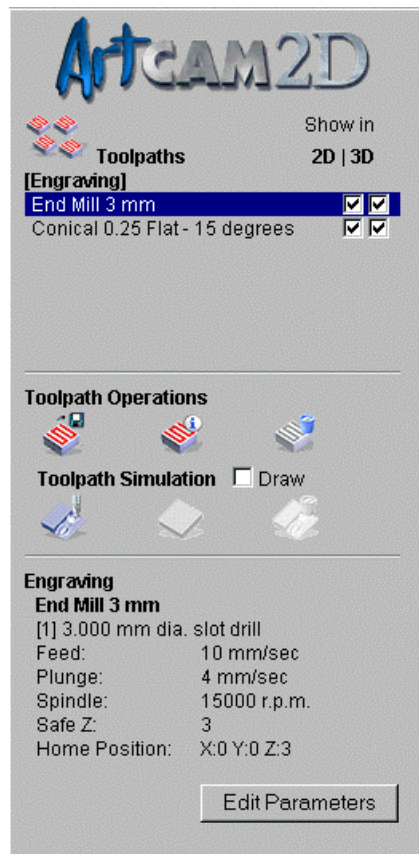 ArtCAM2D
Show in
Toolpaths 2D | 3D
[Engraving]
End Mill 3 mm
Conical 0.25 Flat - 15 degrees
Toolpath Operations
Toolpath Simulation Draw
Engraving
End Mill 3 mm
[1] 3.000 mm dia. slot drill
Feed: 10 mm/sec
Plunge: 4 mm/sec
Spindle: 15000 r.p.m.
Safe Z: 3
Home Position: X:0 Y:0 Z:3
Edit Parameters